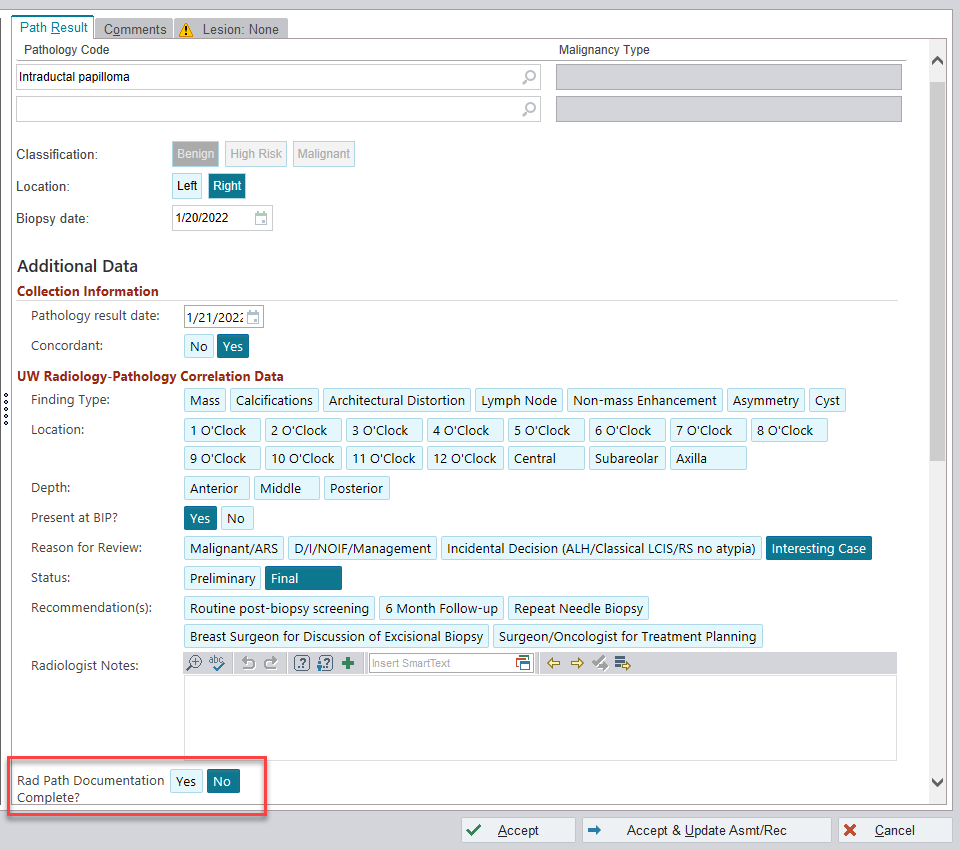 Path Result Comments Lesion: None
Pathology Code Malignancy Type
Intraductal papilloma
Classification: Benign High Risk Malignant
Location: Left Right
Biopsy date: 1/20/2022
Additional Data
Collection Information
Pathology result date: 1/21/2022
Concordant: No Yes
UW Radiology-Pathology Correlation Data
Finding Type: Mass Calcifications Architectural Distortion Lymph Node Non-mass Enhancement Asymmetry Cyst
Location: 1 O'Clock 2 O'Clock 3 O'Clock 4 O'Clock 5 O'Clock 6 O'Clock 7 O'Clock 8 O'Clock
9 O'Clock 10 O'Clock 11 O'Clock 12 O'Clock Central Subareolar Axilla
Depth: Anterior Middle Posterior
Present at BIP? Yes No
Reason for Review: Malignant/ARS D/I/NOIF/Management Incidental Decision (ALH/Classical LCIS/RS no atypia) Interesting Case
Status: Preliminary Final
Recommendation(s): Routine post-biopsy screening 6 Month Follow-up Repeat Needle Biopsy
Breast Surgeon for Discussion of Excisional Biopsy Surgeon/Oncologist for Treatment Planning
Radiologist Notes: abc Insert SmartText
Rad Path Documentation Yes No
Complete?
Accept Accept & Update Asmt/Rec Cancel